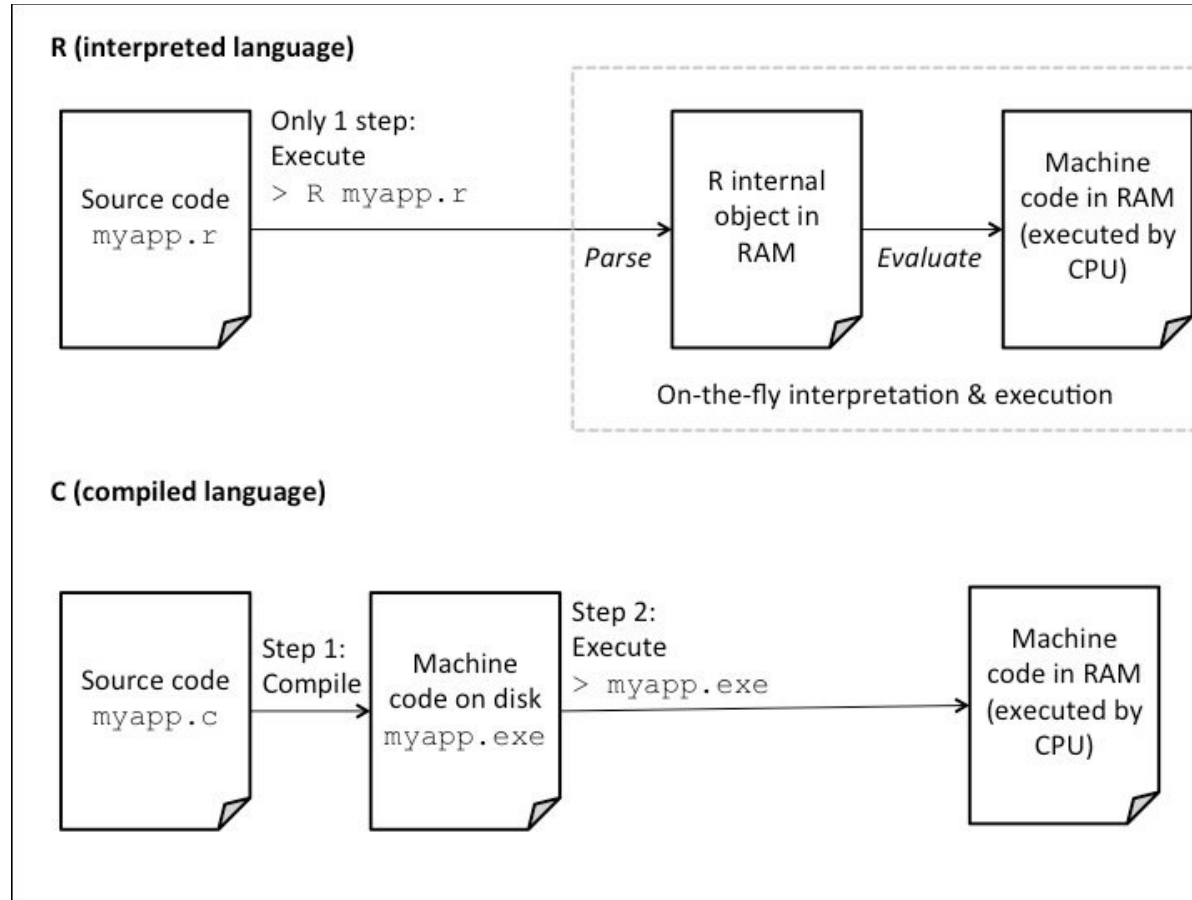 R (interpreted language)
Only 1 step:
Execute
> R myapp.r
Source code
myapp.r
Parse
R internal
object in
RAM
Evaluate
Machine
code in RAM
(executed by
CPU)
On-the-fly interpretation & execution
C (compiled language)
Source code
myapp.c
Step 1:
Compile
Machine
code on disk
myapp.exe
Step 2:
Execute
> myapp.exe
Machine
code in RAM
(executed by
CPU)